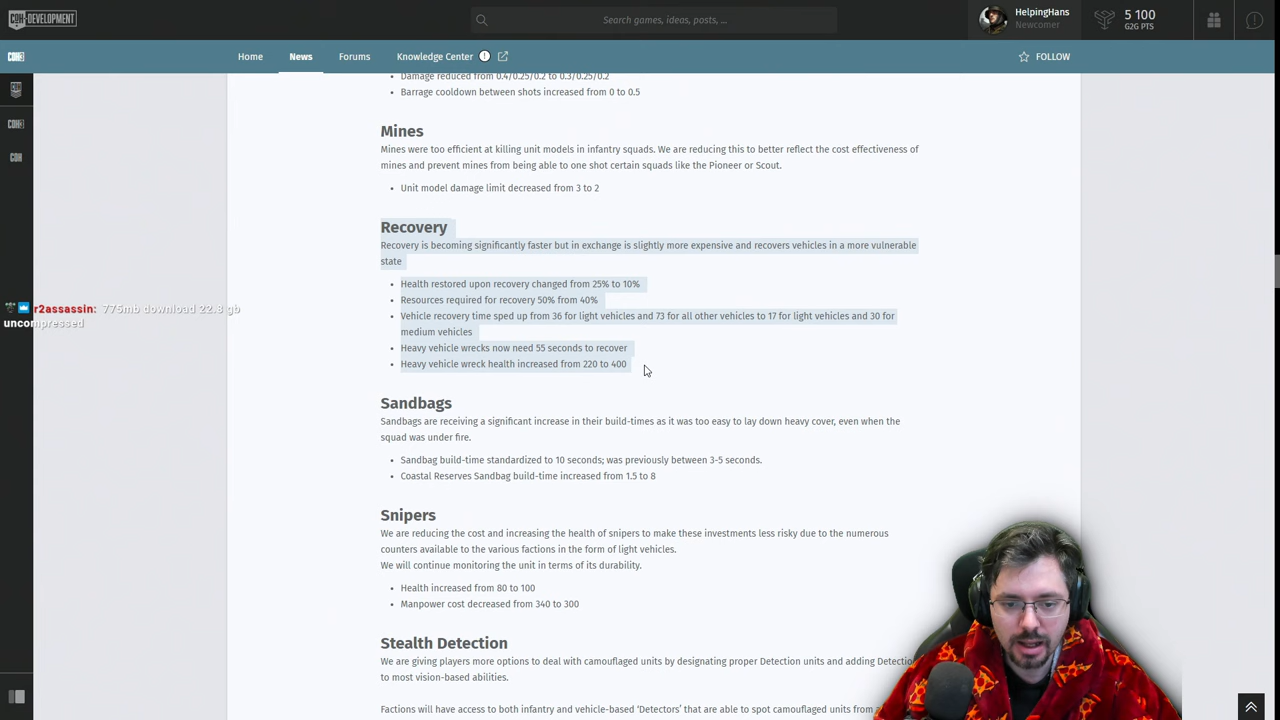 COH-DEVELOPMENT
Search games, ideas, posts, ...
HelpingHans
Newcomer
5 100
G2G PTS
Home
News
Forums
Knowledge Center
FOLLOW
Damage reduced from 0.4/0.25/0.2 to 0.3/0.25/0.2
Barrage cooldown between shots increased from 0 to 0.5
Mines
Mines were too efficient at killing unit models in infantry squads. We are reducing this to better reflect the cost effectiveness of
mines and prevent mines from being able to one shot certain squads like the Pioneer or Scout.
Unit model damage limit decreased from 3 to 2
Recovery
Recovery is becoming significantly faster but in exchange is slightly more expensive and recovers vehicles in a more vulnerable
state
Health restored upon recovery changed from 25% to 10%
Resources required for recovery 50% from 40%
Vehicle recovery time sped up from 36 for light vehicles and 73 for all other vehicles to 17 for light vehicles and 30 for
medium vehicles
Heavy vehicle wrecks now need 55 seconds to recover
Heavy vehicle wreck health increased from 220 to 400
r2assassin: 775mb download 22.8 gb
uncompressed
Sandbags
Sandbags are receiving a significant increase in their build-times as it was too easy to lay down heavy cover, even when the
squad was under fire.
Sandbag build-time standardized to 10 seconds; was previously between 3-5 seconds.
Coastal Reserves Sandbag build-time increased from 1.5 to 8
Snipers
We are reducing the cost and increasing the health of snipers to make these investments less risky due to the numerous
counters available to the various factions in the form of light vehicles.
We will continue monitoring the unit in terms of its durability.
Health increased from 80 to 100
Manpower cost decreased from 340 to 300
Stealth Detection
We are giving players more options to deal with camouflaged units by designating proper Detection units and adding Detectio
to most vision-based abilities.
Factions will have access to both infantry and vehicle-based 'Detectors' that are able to spot camouflaged units from